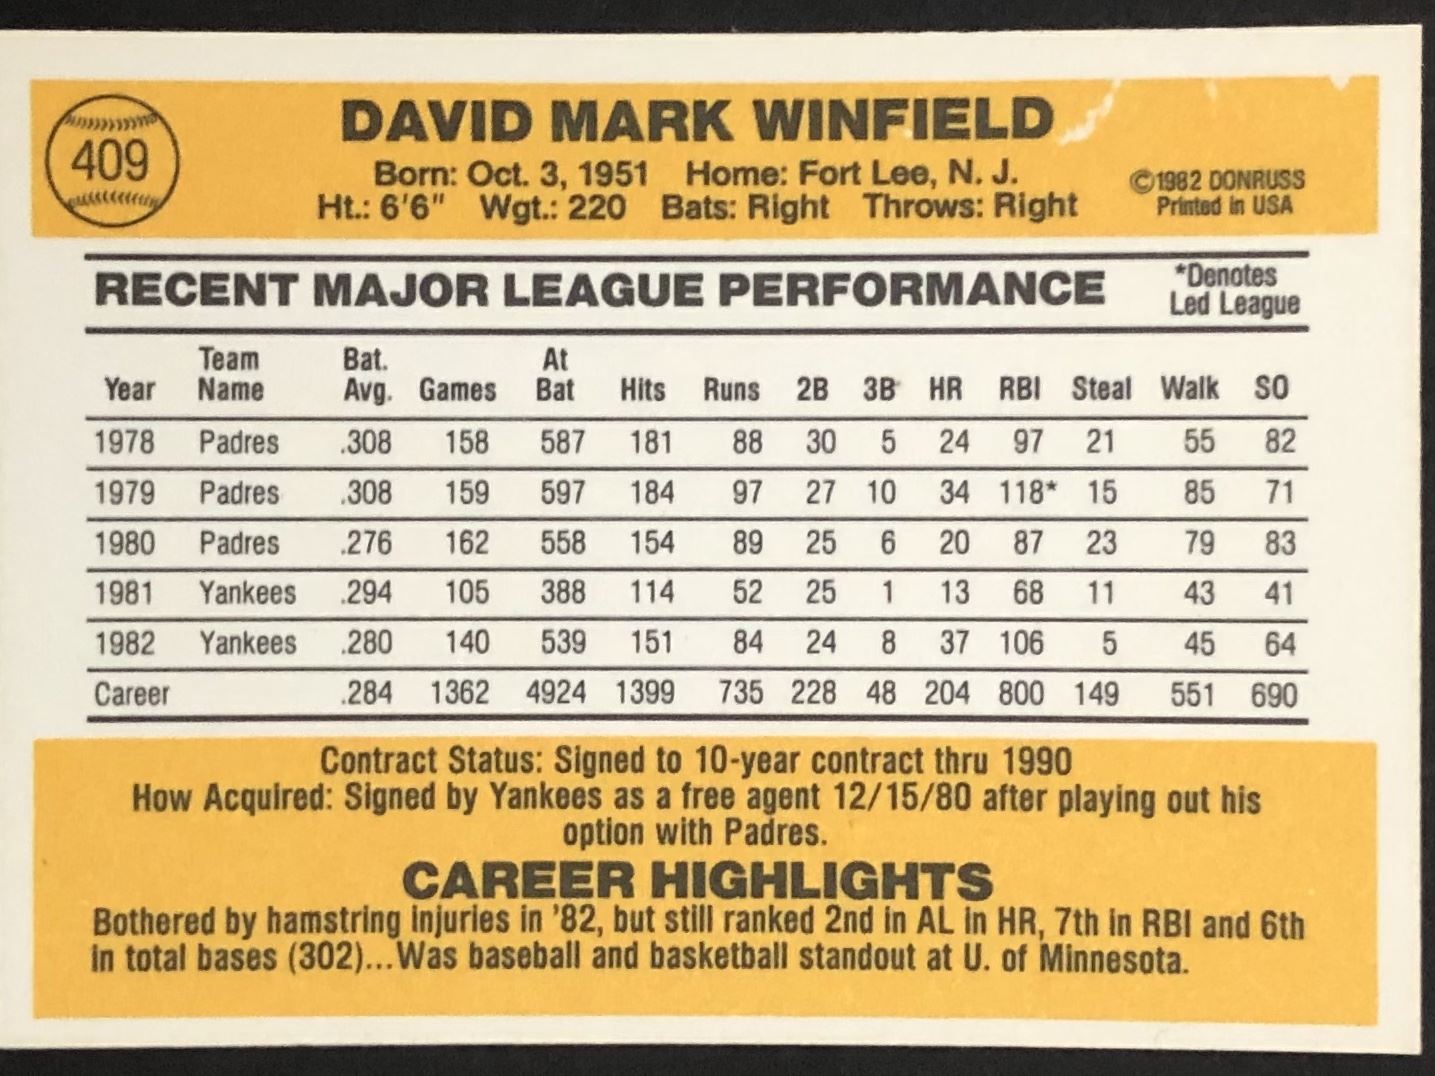 409
DAVID MARK WINFIELD
Born: Oct. 3, 1951 Home: Fort Lee, N. J.
Ht.: 6'6" Wgt.: 220 Bats: Right Throws: Right
©1982 DONRUSS
Printed in USA
RECENT MAJOR LEAGUE PERFORMANCE
*Denotes
Led League
Team Bat. At
Year Name Avg. Games Bat Hits Runs 2B 3B HR RBI Steal Walk SO
1978 Padres .308 158 587 181 88 30 5 24 97 21 55 82
1979 Padres .308 159 597 184 97 27 10 34 118* 15 85 71
1980 Padres .276 162 558 154 89 25 6 20 87 23 79 83
1981 Yankees .294 105 388 114 52 25 1 13 68 11 43 41
1982 Yankees .280 140 539 151 84 24 8 37 106 5 45 64
Career .284 1362 4924 1399 735 228 48 204 800 149 551 690
Contract Status: Signed to 10-year contract thru 1990
How Acquired: Signed by Yankees as a free agent 12/15/80 after playing out his
option with Padres.
CAREER HIGHLIGHTS
Bothered by hamstring injuries in '82, but still ranked 2nd in AL in HR, 7th in RBI and 6th
in total bases (302)...Was baseball and basketball standout at U. of Minnesota.